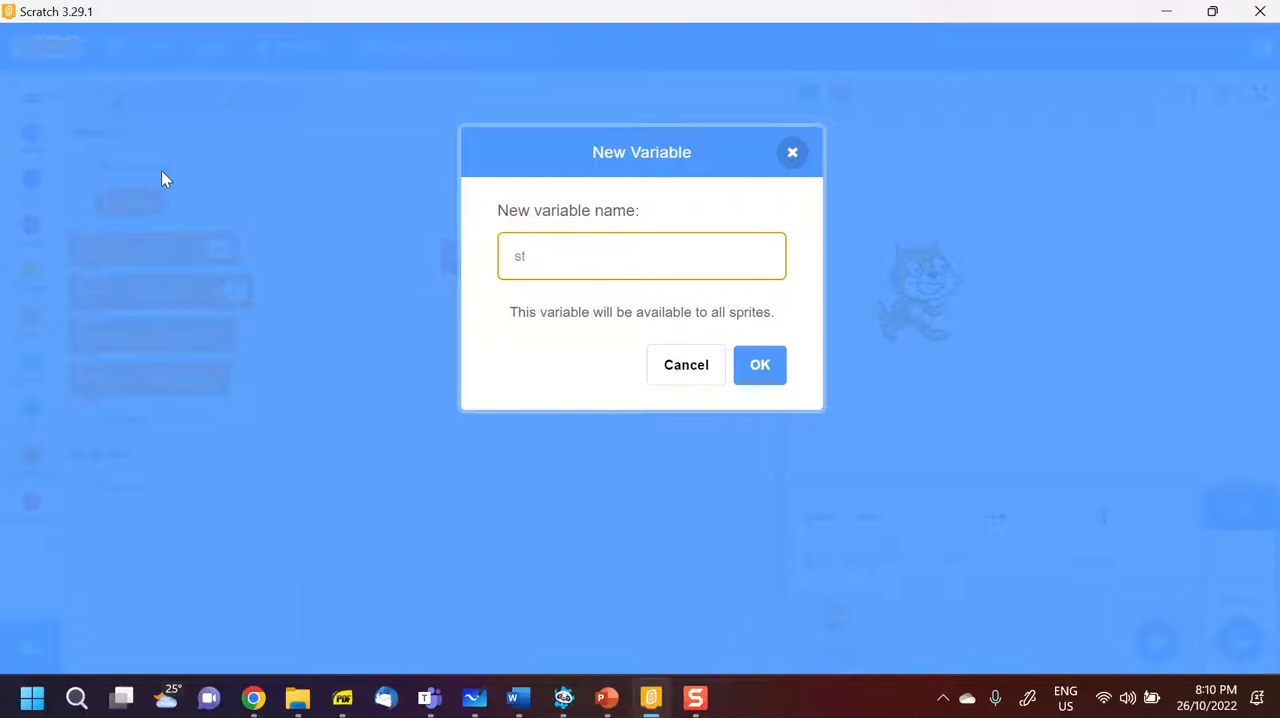 Scratch 3.29.1
New Variable
New variable name:
st
This variable will be available to all sprites.
Cancel
OK
25°
PDF
W
P
S
ENG
US
8:10 PM
26/10/2022